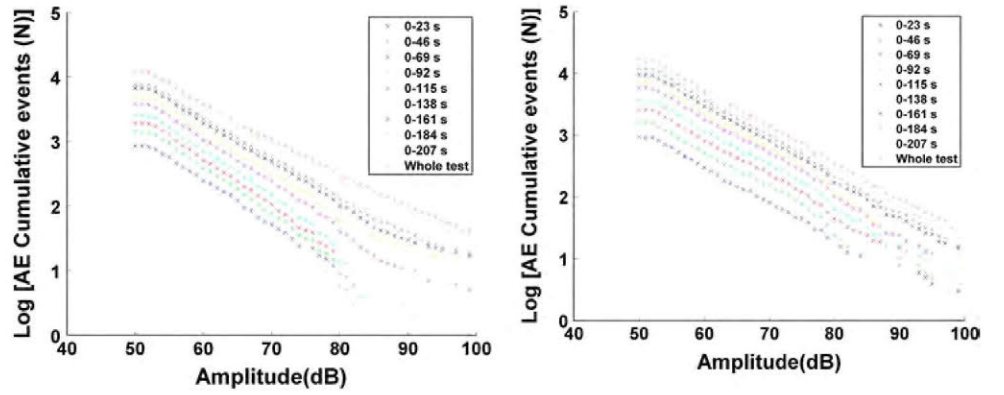 Log [AE Cumulative events (N)]
5
4
3
2
1
0
40 50 60 70 80 90 100
Amplitude(dB)
0-23 s
0-46 s
0-69 s
0-92 s
0-115 s
0-138 s
0-161 s
0-184 s
0-207 s
Whole test
Log [AE Cumulative events (N)]
5
4
3
2
1
0
40 50 60 70 80 90 100
Amplitude(dB)
0-23 s
0-46 s
0-69 s
0-92 s
0-115 s
0-138 s
0-161 s
0-184 s
0-207 s
Whole test